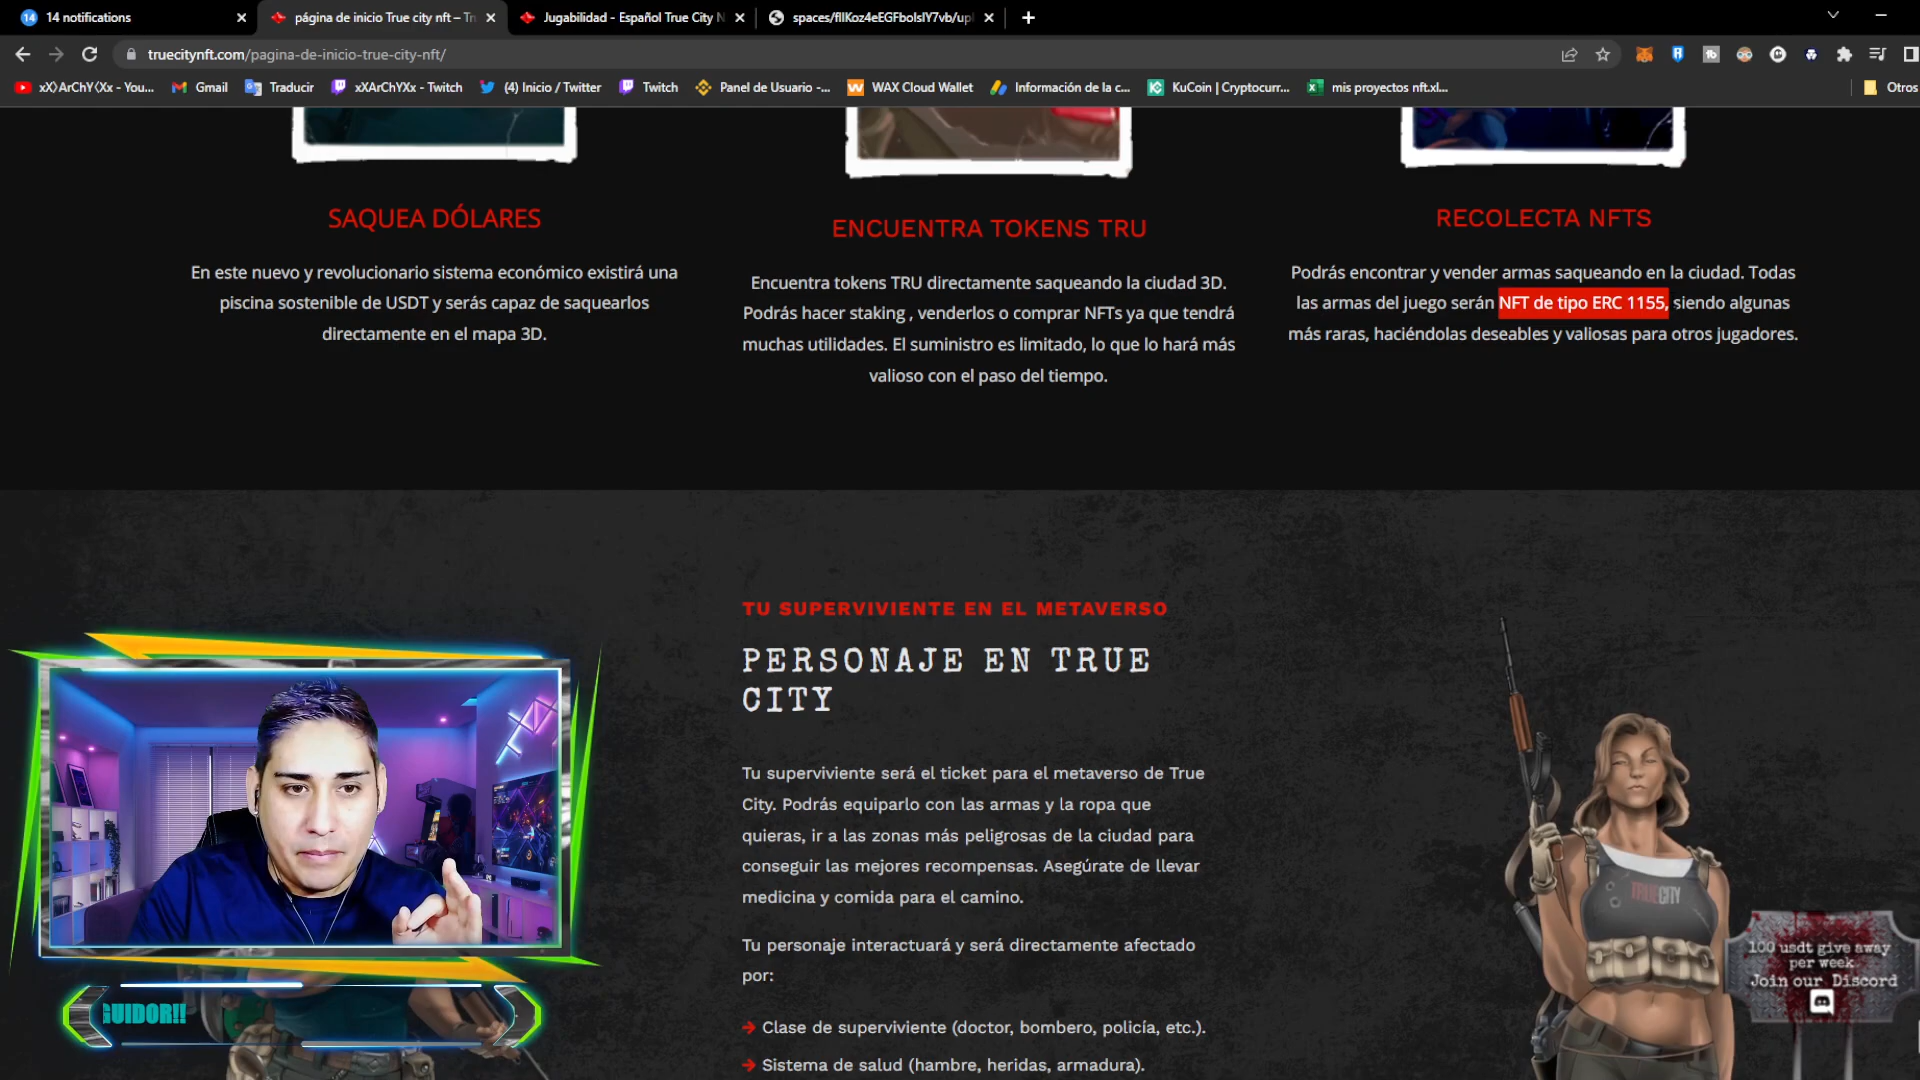 14
14 notifications
página de inicio True city nft – Tr
Jugabilidad - Español True City N
spaces/
truecitynft.com/pagina-de-inicio-true-city-nft/
xX)ArChY(Xx - You...
Gmail
Traducir
xXArChYXx - Twitch
(4) Inicio / Twitter
Twitch
Panel de Usuario -...
WAX Cloud Wallet
Información de la c...
KuCoin | Cryptocurr...
mis proyectos nft.xl...
Otros
SAQUEA DÓLARES
En este nuevo y revolucionario sistema económico existirá una
piscina sostenible de USDT y serás capaz de saquearlos
directamente en el mapa 3D.
ENCUENTRA TOKENS TRU
Encuentra tokens TRU directamente saqueando la ciudad 3D.
Podrás hacer staking , venderlos o comprar NFTs ya que tendrá
muchas utilidades. El suministro es limitado, lo que lo hará más
valioso con el paso del tiempo.
RECOLECTA NFTS
Podrás encontrar y vender armas saqueando en la ciudad. Todas
las armas del juego serán NFT de tipo ERC 1155, siendo algunas
más raras, haciéndolas deseables y valiosas para otros jugadores.
TU SUPERVIVIENTE EN EL METAVERSO
PERSONAJE EN TRUE
CITY
Tu superviviente será el ticket para el metaverso de True
City. Podrás equiparlo con las armas y la ropa que
quieras, ir a las zonas más peligrosas de la ciudad para
conseguir las mejores recompensas. Asegúrate de llevar
medicina y comida para el camino.
Tu personaje interactuará y será directamente afectado
por:
Clase de superviviente (doctor, bombero, policía, etc.).
Sistema de salud (hambre, heridas, armadura).
TRUECITY
100 usdt give away
per week
Join our Discord
GUIDOR!!